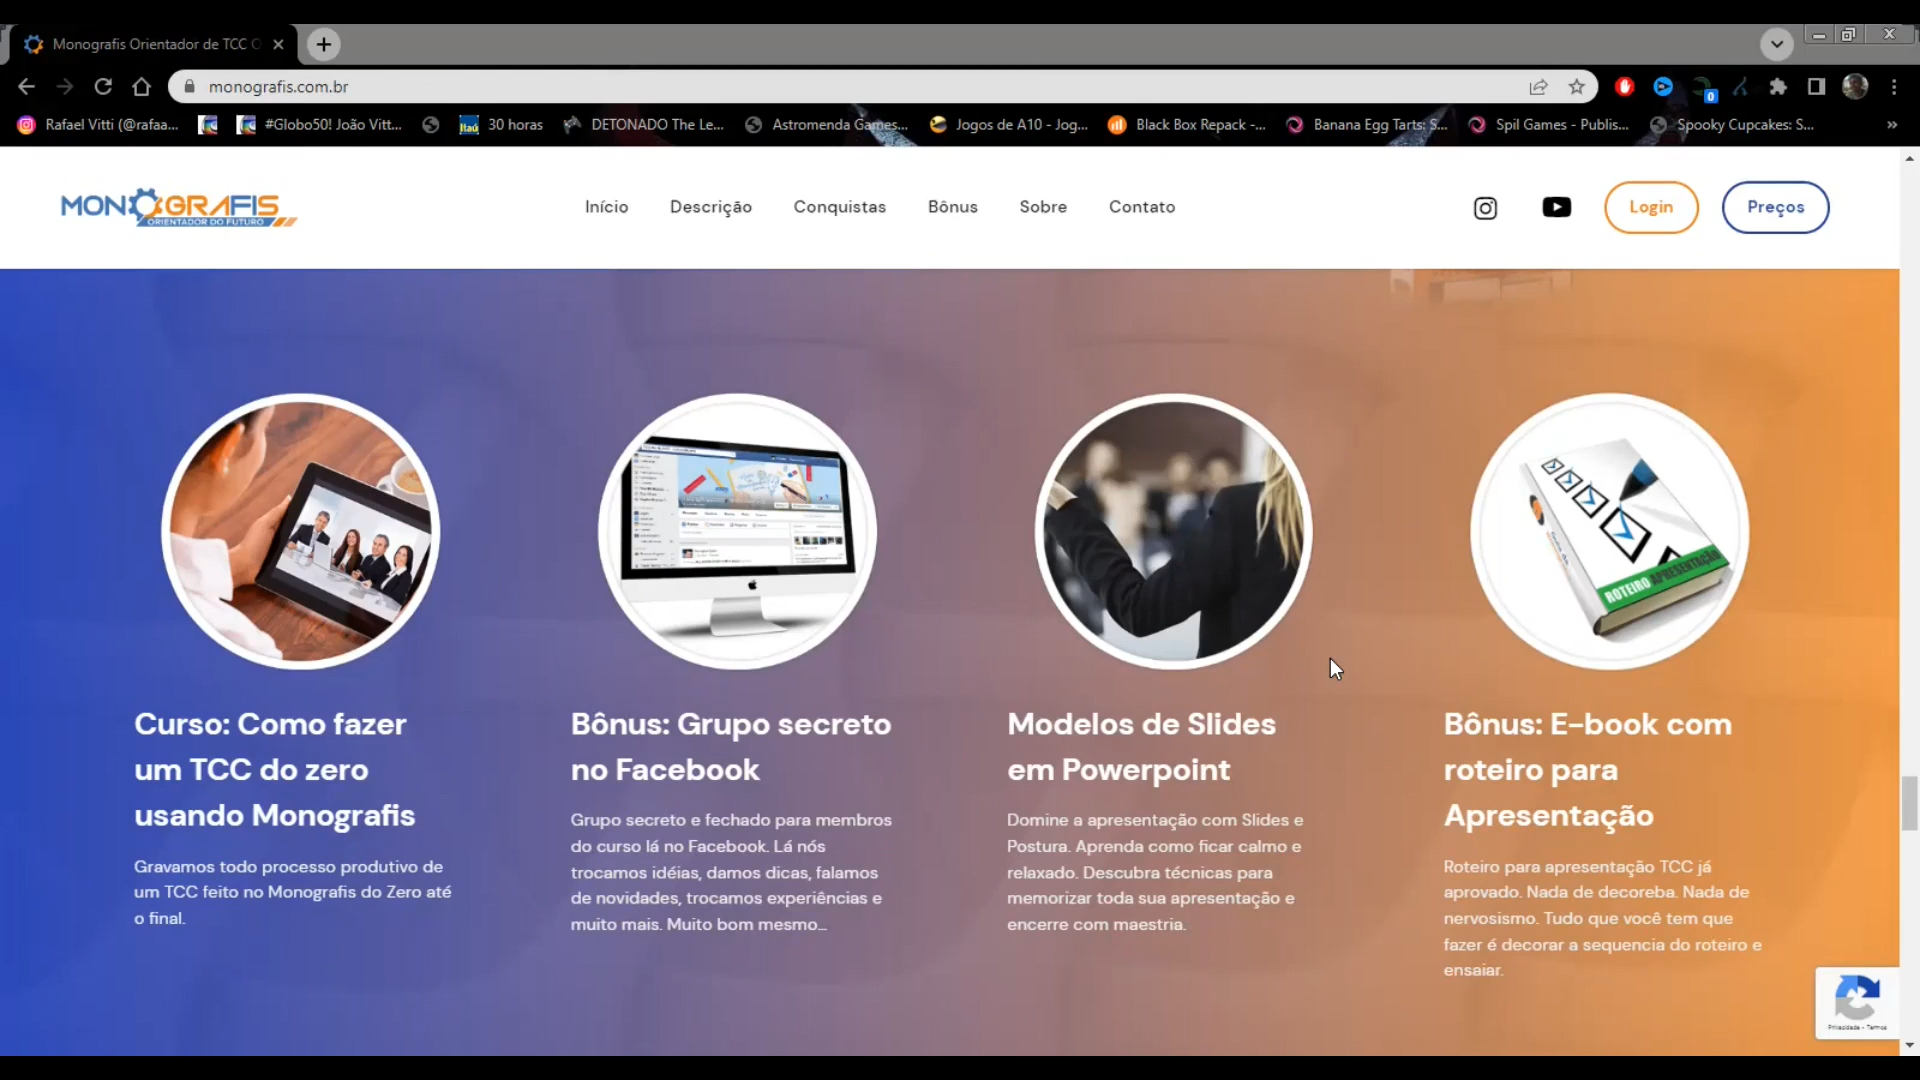 Monografis Orientador de TCC O
monografis.com.br
0
Rafael Vitti (@rafaa...
#Globo50! João Vitt...
Itaú
30 horas
DETONADO The Le...
Astromenda Games...
Jogos de A10 - Jog...
Black Box Repack -...
Banana Egg Tarts: S...
Spil Games - Publis...
Spooky Cupcakes: S...
»
MONOGRAFIS
ORIENTADOR DO FUTURO
Início
Descrição
Conquistas
Bônus
Sobre
Contato
Login
Preços
ROTEIRO APRESENTAÇÃO
Curso: Como fazer
um TCC do zero
usando Monografis
Gravamos todo processo produtivo de
um TCC feito no Monografis do Zero até
o final.
Bônus: Grupo secreto
no Facebook
Grupo secreto e fechado para membros
do curso lá no Facebook. Lá nós
trocamos idéias, damos dicas, falamos
de novidades, trocamos experiências e
muito mais. Muito bom mesmo...
Modelos de Slides
em Powerpoint
Domine a apresentação com Slides e
Postura. Aprenda como ficar calmo e
relaxado. Descubra técnicas para
memorizar toda sua apresentação e
encerre com maestria.
Bônus: E-book com
roteiro para
Apresentação
Roteiro para apresentação TCC já
aprovado. Nada de decoreba. Nada de
nervosismo. Tudo que você tem que
fazer é decorar a sequencia do roteiro e
ensaiar.
Privacidade - Termos